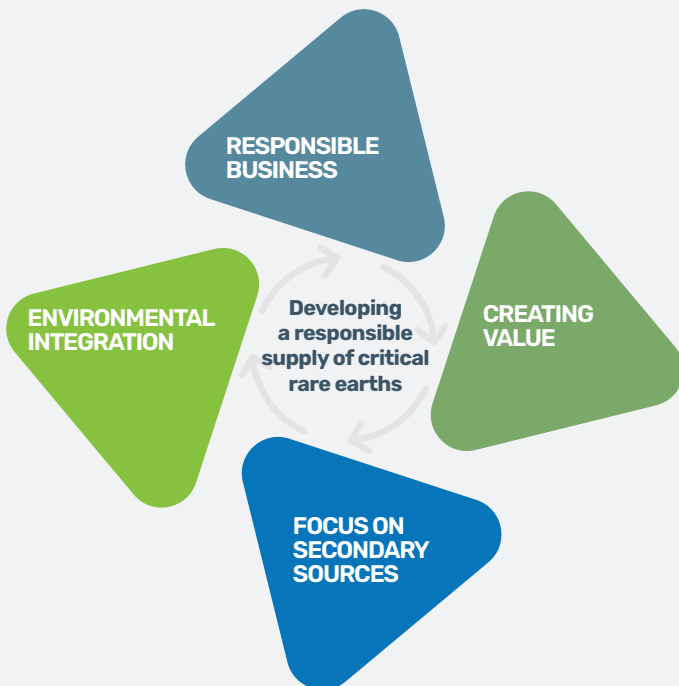 RESPONSIBLE
BUSINESS
CREATING
VALUE
ENVIRONMENTAL
INTEGRATION
Developing
a responsible
supply of critical
rare earths
FOCUS ON
SECONDARY
SOURCES